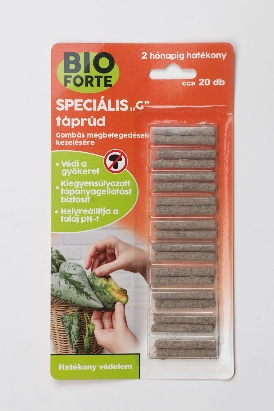 BIO
FORTE
2 hónapig hatékony
cca 20 db
SPECIÁLIS „G"
táprúd
Gombás megbetegedések
kezelésére
• Védi a
gyökeret
• Kiegyensúlyozott
tápanyagellátást
biztosít
• Helyreállítja a
talaj pH-t
Hatékony védelem